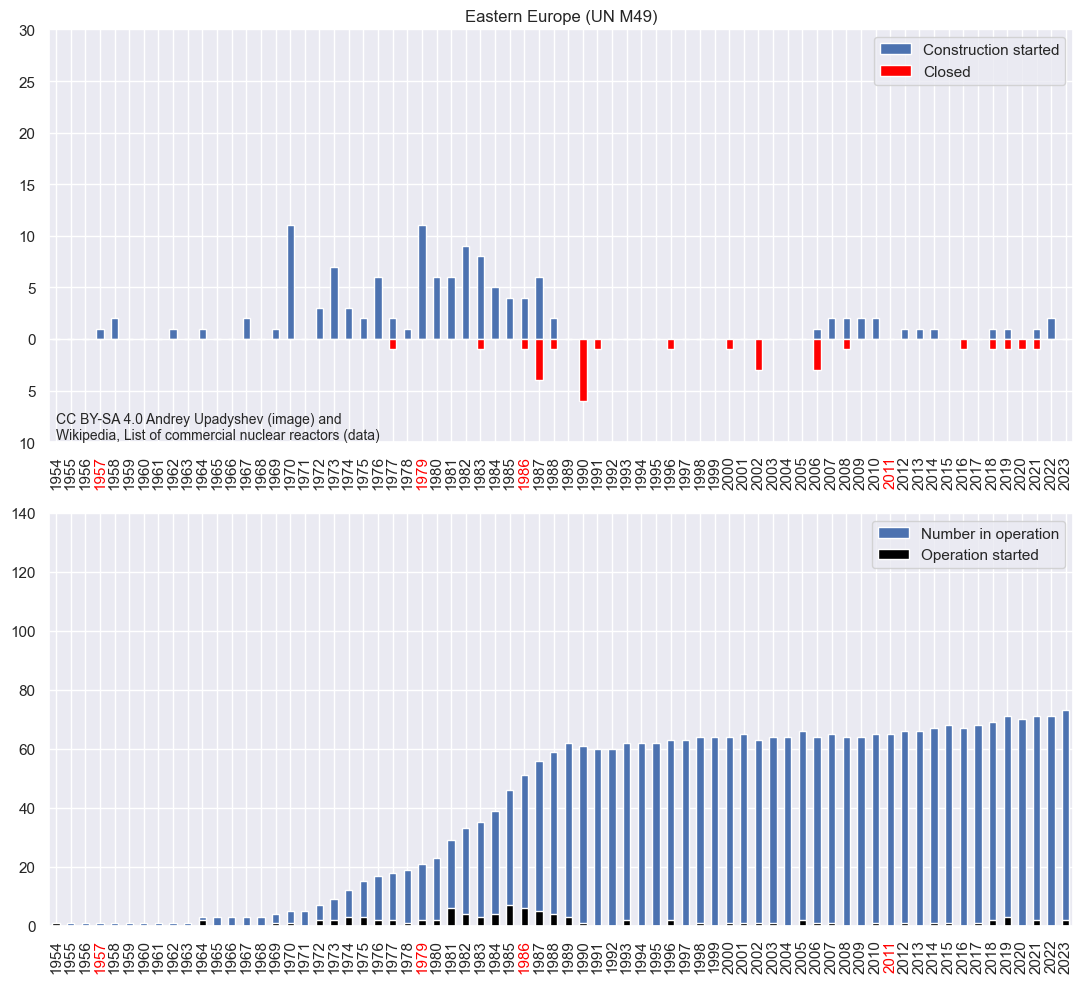 Eastern Europe (UN M49)
30
25
20
15
10
5
0
5
10
Construction started
Closed
CC BY-SA 4.0 Andrey Upadyshev (image) and
Wikipedia, List of commercial nuclear reactors (data)
1954 1955 1956 1957 1958 1959 1960 1961 1962 1963 1964 1965 1966 1967 1968 1969 1970 1971 1972 1973 1974 1975 1976 1977 1978 1979 1980 1981 1982 1983 1984 1985 1986 1987 1988 1989 1990 1991 1992 1993 1994 1995 1996 1997 1998 1999 2000 2001 2002 2003 2004 2005 2006 2007 2008 2009 2010 2011 2012 2013 2014 2015 2016 2017 2018 2019 2020 2021 2022 2023
140
120
100
80
60
40
20
0
Number in operation
Operation started
1954 1955 1956 1957 1958 1959 1960 1961 1962 1963 1964 1965 1966 1967 1968 1969 1970 1971 1972 1973 1974 1975 1976 1977 1978 1979 1980 1981 1982 1983 1984 1985 1986 1987 1988 1989 1990 1991 1992 1993 1994 1995 1996 1997 1998 1999 2000 2001 2002 2003 2004 2005 2006 2007 2008 2009 2010 2011 2012 2013 2014 2015 2016 2017 2018 2019 2020 2021 2022 2023